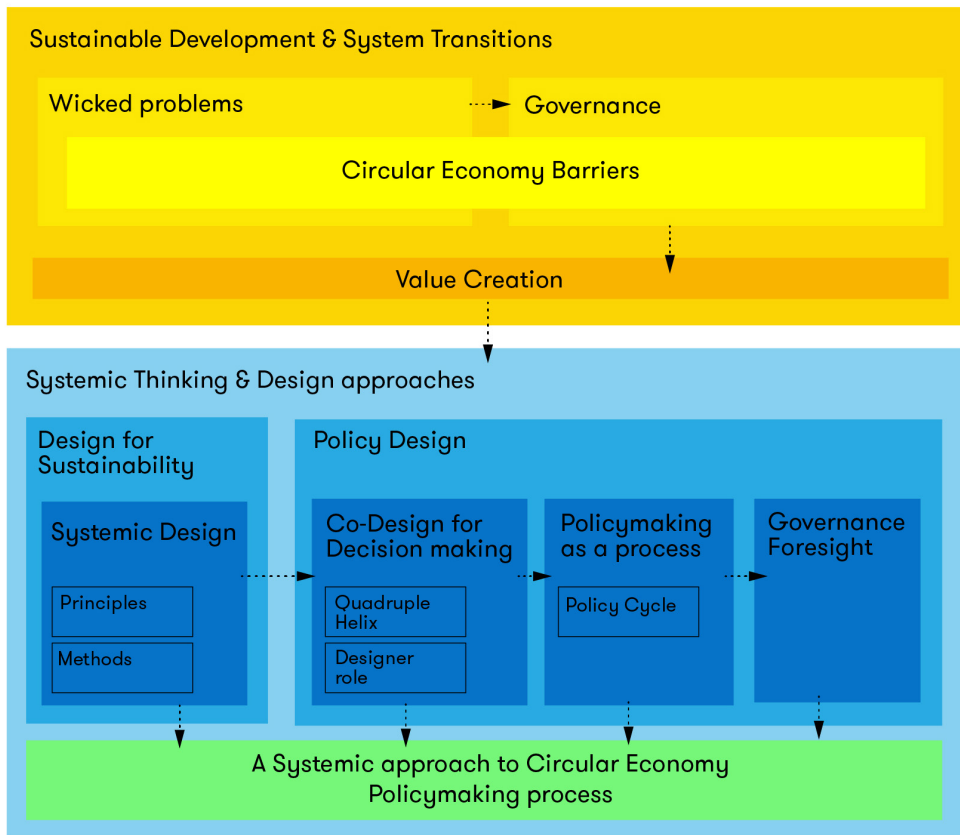 Sustainable Development & System Transitions
Wicked problems
Governance
Circular Economy Barriers
Value Creation
Systemic Thinking & Design approaches
Design for
Sustainability
Systemic Design
Principles
Methods
Policy Design
Co-Design for
Decision making
Quadruple
Helix
Designer
role
Policymaking
as a process
Policy Cycle
Governance
Foresight
A Systemic approach to Circular Economy
Policymaking process